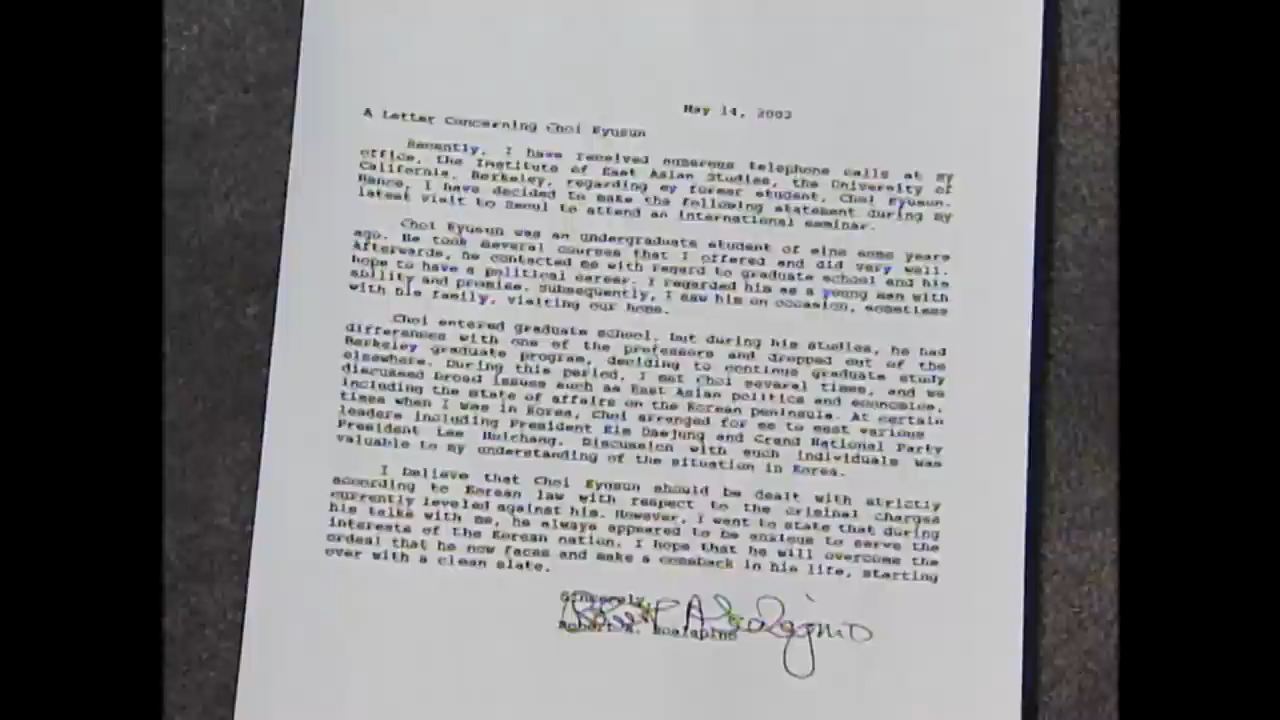 May 14, 2002
A Letter Concerning Choi Kyusun
Recently, I have received numerous telephone calls at my
office, the Institute of East Asian Studies, the University of
California, Berkeley, regarding my former student, Choi Kyusun.
Hence, I have decided to make the following statement during my
latest visit to Seoul to attend an international seminar.
Choi Kyusun was an undergraduate student of mine some years
ago. He took several courses that I offered and did very well.
Afterwards, he contacted me with regard to graduate school and his
hope to have a political career. I regarded him as a young man with
ability and promise. Subsequently, I saw him on occasion, sometimes
with his family, visiting our home.
Choi entered graduate school, but during his studies, he had
differences with one of the professors and dropped out of the
Berkeley graduate program, deciding to continue graduate study
elsewhere. During this period, I met Choi several times, and we
discussed broad issues such as East Asian politics and economics,
including the state of affairs on the Korean peninsula. At certain
times when I was in Korea, Choi arranged for me to meet various
leaders including President Kim Daejung and Grand National Party
President Lee Hoichang. Discussion with such individuals was
valuable to my understanding of the situation in Korea.
I believe that Choi Kyusun should be dealt with strictly
according to Korean law with respect to the criminal charges
currently leveled against him. However, I want to state that during
his talks with me, he always appeared to be anxious to serve the
interests of the Korean nation. I hope that he will overcome the
ordeal that he now faces and make a comeback in his life, starting
over with a clean slate.
Sincerely,
Robert A. Scalapino
Robert A. Scalapino